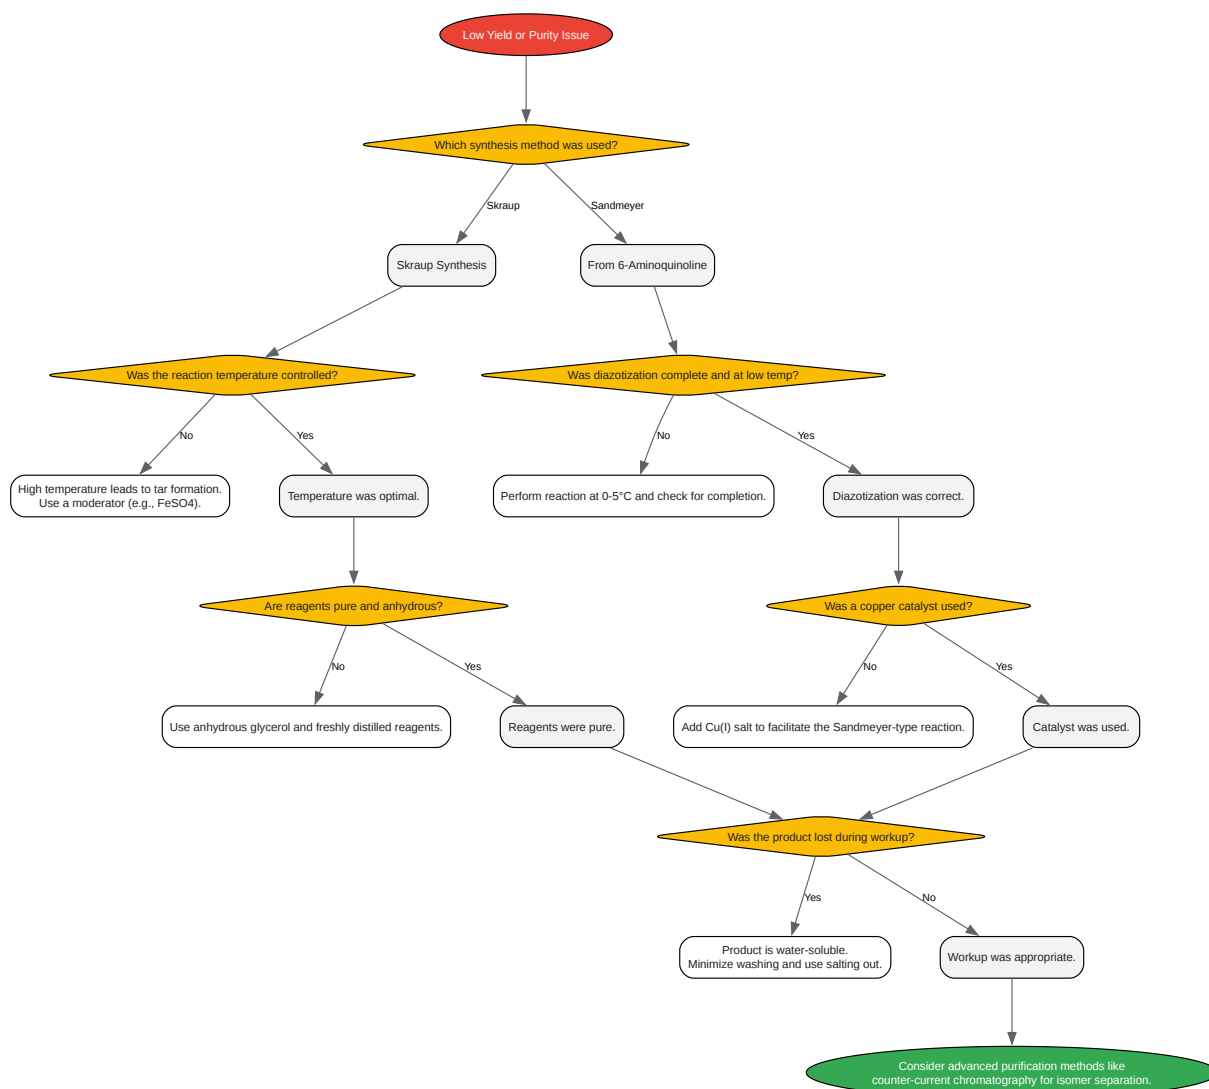 Low Yield or Purity Issue
Which synthesis method was used?
Skraup
Sandmeyer
Skraup Synthesis
From 6-Aminoquinoline
Was the reaction temperature controlled?
Was diazotization complete and at low temp?
No
Yes
No
Yes
High temperature leads to tar formation.
Use a moderator (e.g., FeSO4).
Temperature was optimal.
Perform reaction at 0-5°C and check for completion.
Diazotization was correct.
Are reagents pure and anhydrous?
Was a copper catalyst used?
No
Yes
No
Yes
Use anhydrous glycerol and freshly distilled reagents.
Reagents were pure.
Add Cu(I) salt to facilitate the Sandmeyer-type reaction.
Catalyst was used.
Was the product lost during workup?
Yes
No
Product is water-soluble.
Minimize washing and use salting out.
Workup was appropriate.
Consider advanced purification methods like
counter-current chromatography for isomer separation.